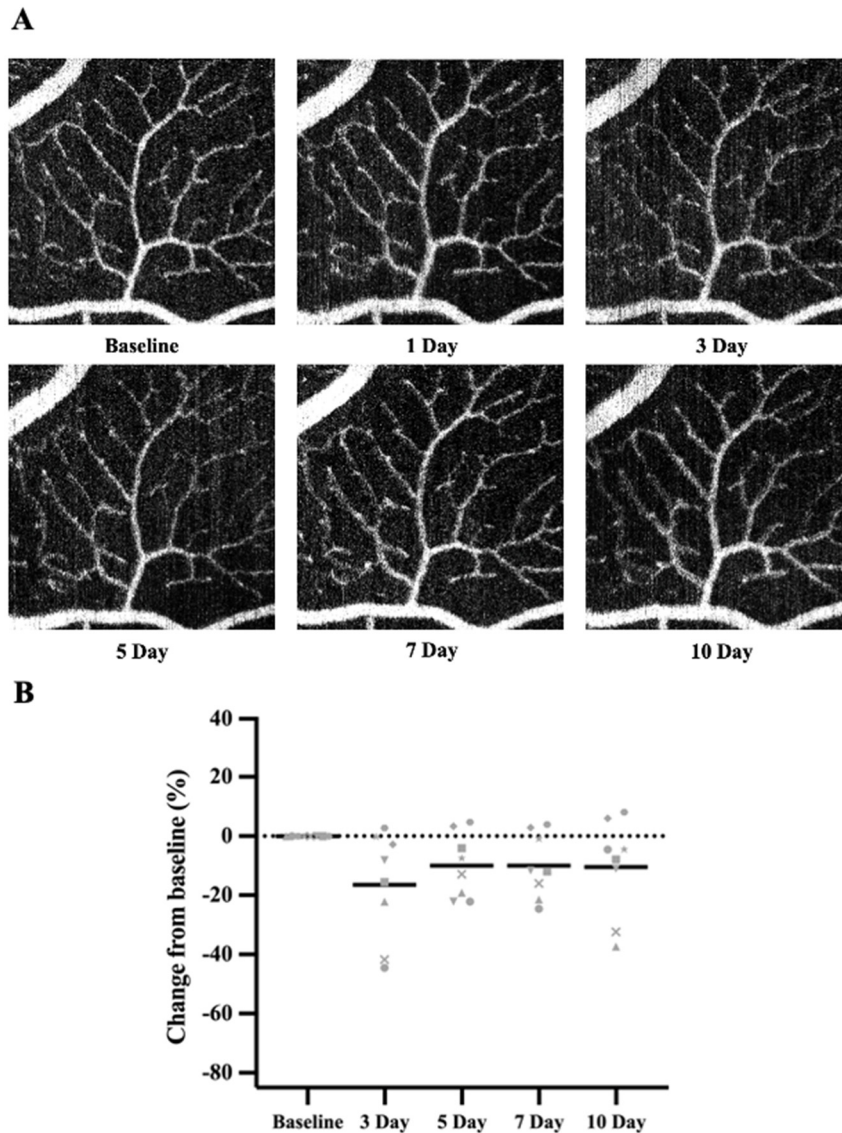 A
Baseline
1 Day
3 Day
5 Day
7 Day
10 Day
B
Change from baseline (%)
40
20
0
-20
-40
-60
-80
Baseline 3 Day 5 Day 7 Day 10 Day